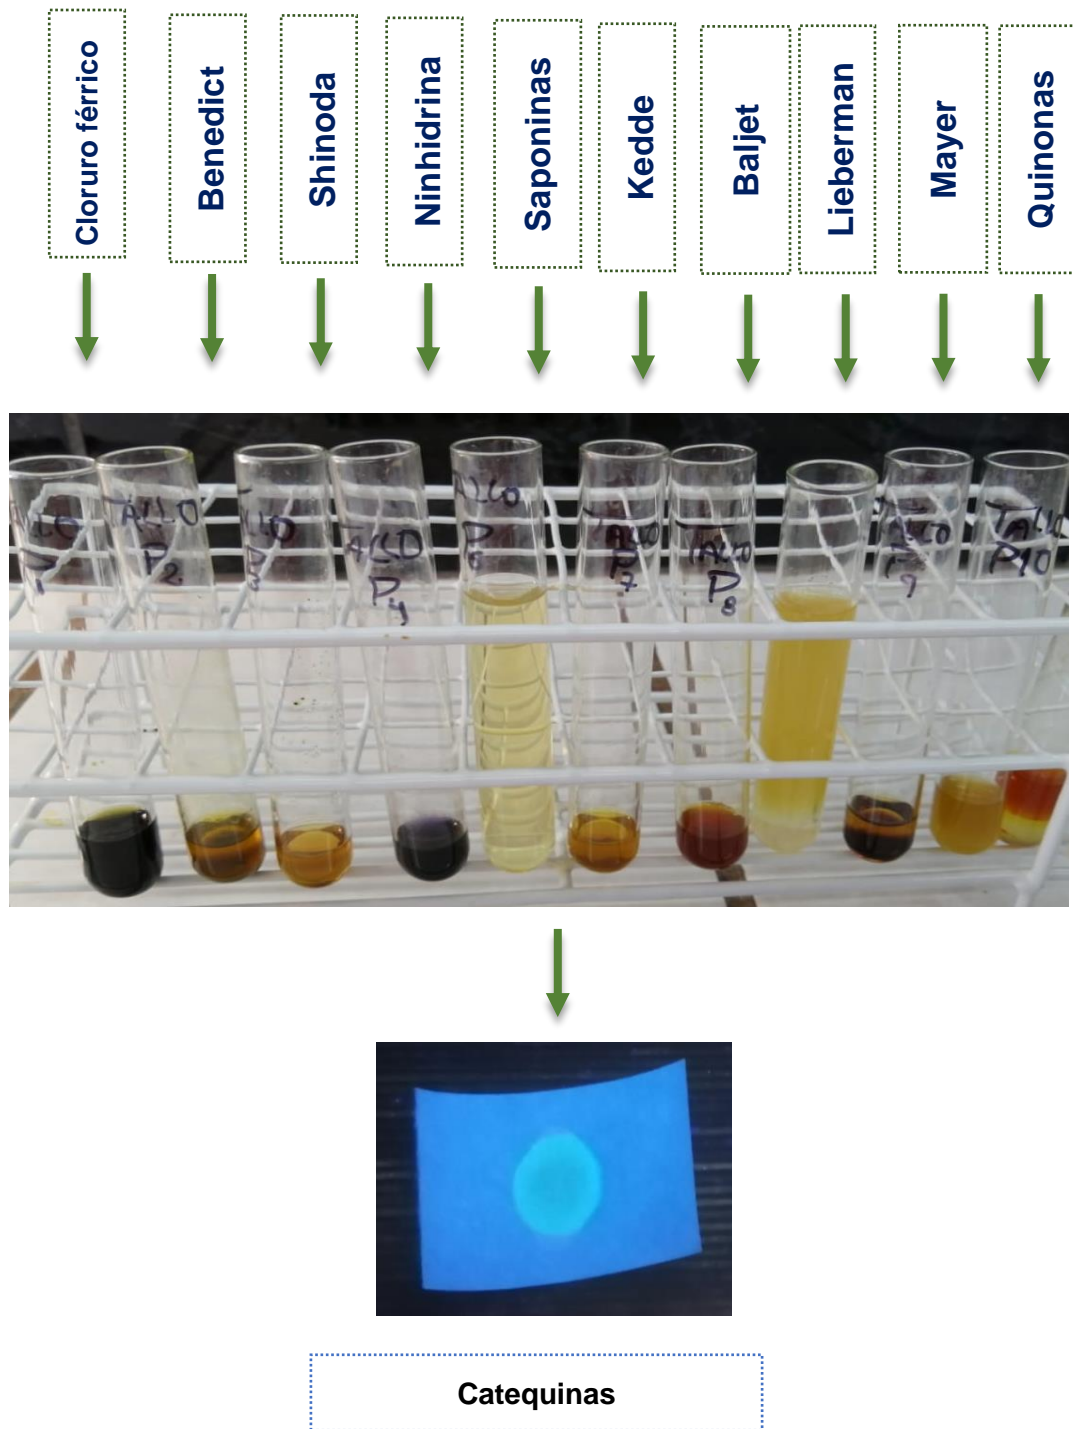 Cloruro férrico
Benedict
Shinoda
Ninhidrina
Saponinas
Kedde
Baljet
Lieberman
Mayer
Quinonas
TALLO
P2
TALLO
P4
TALLO
P7
TALLO
P8
TALLO
P10
Catequinas